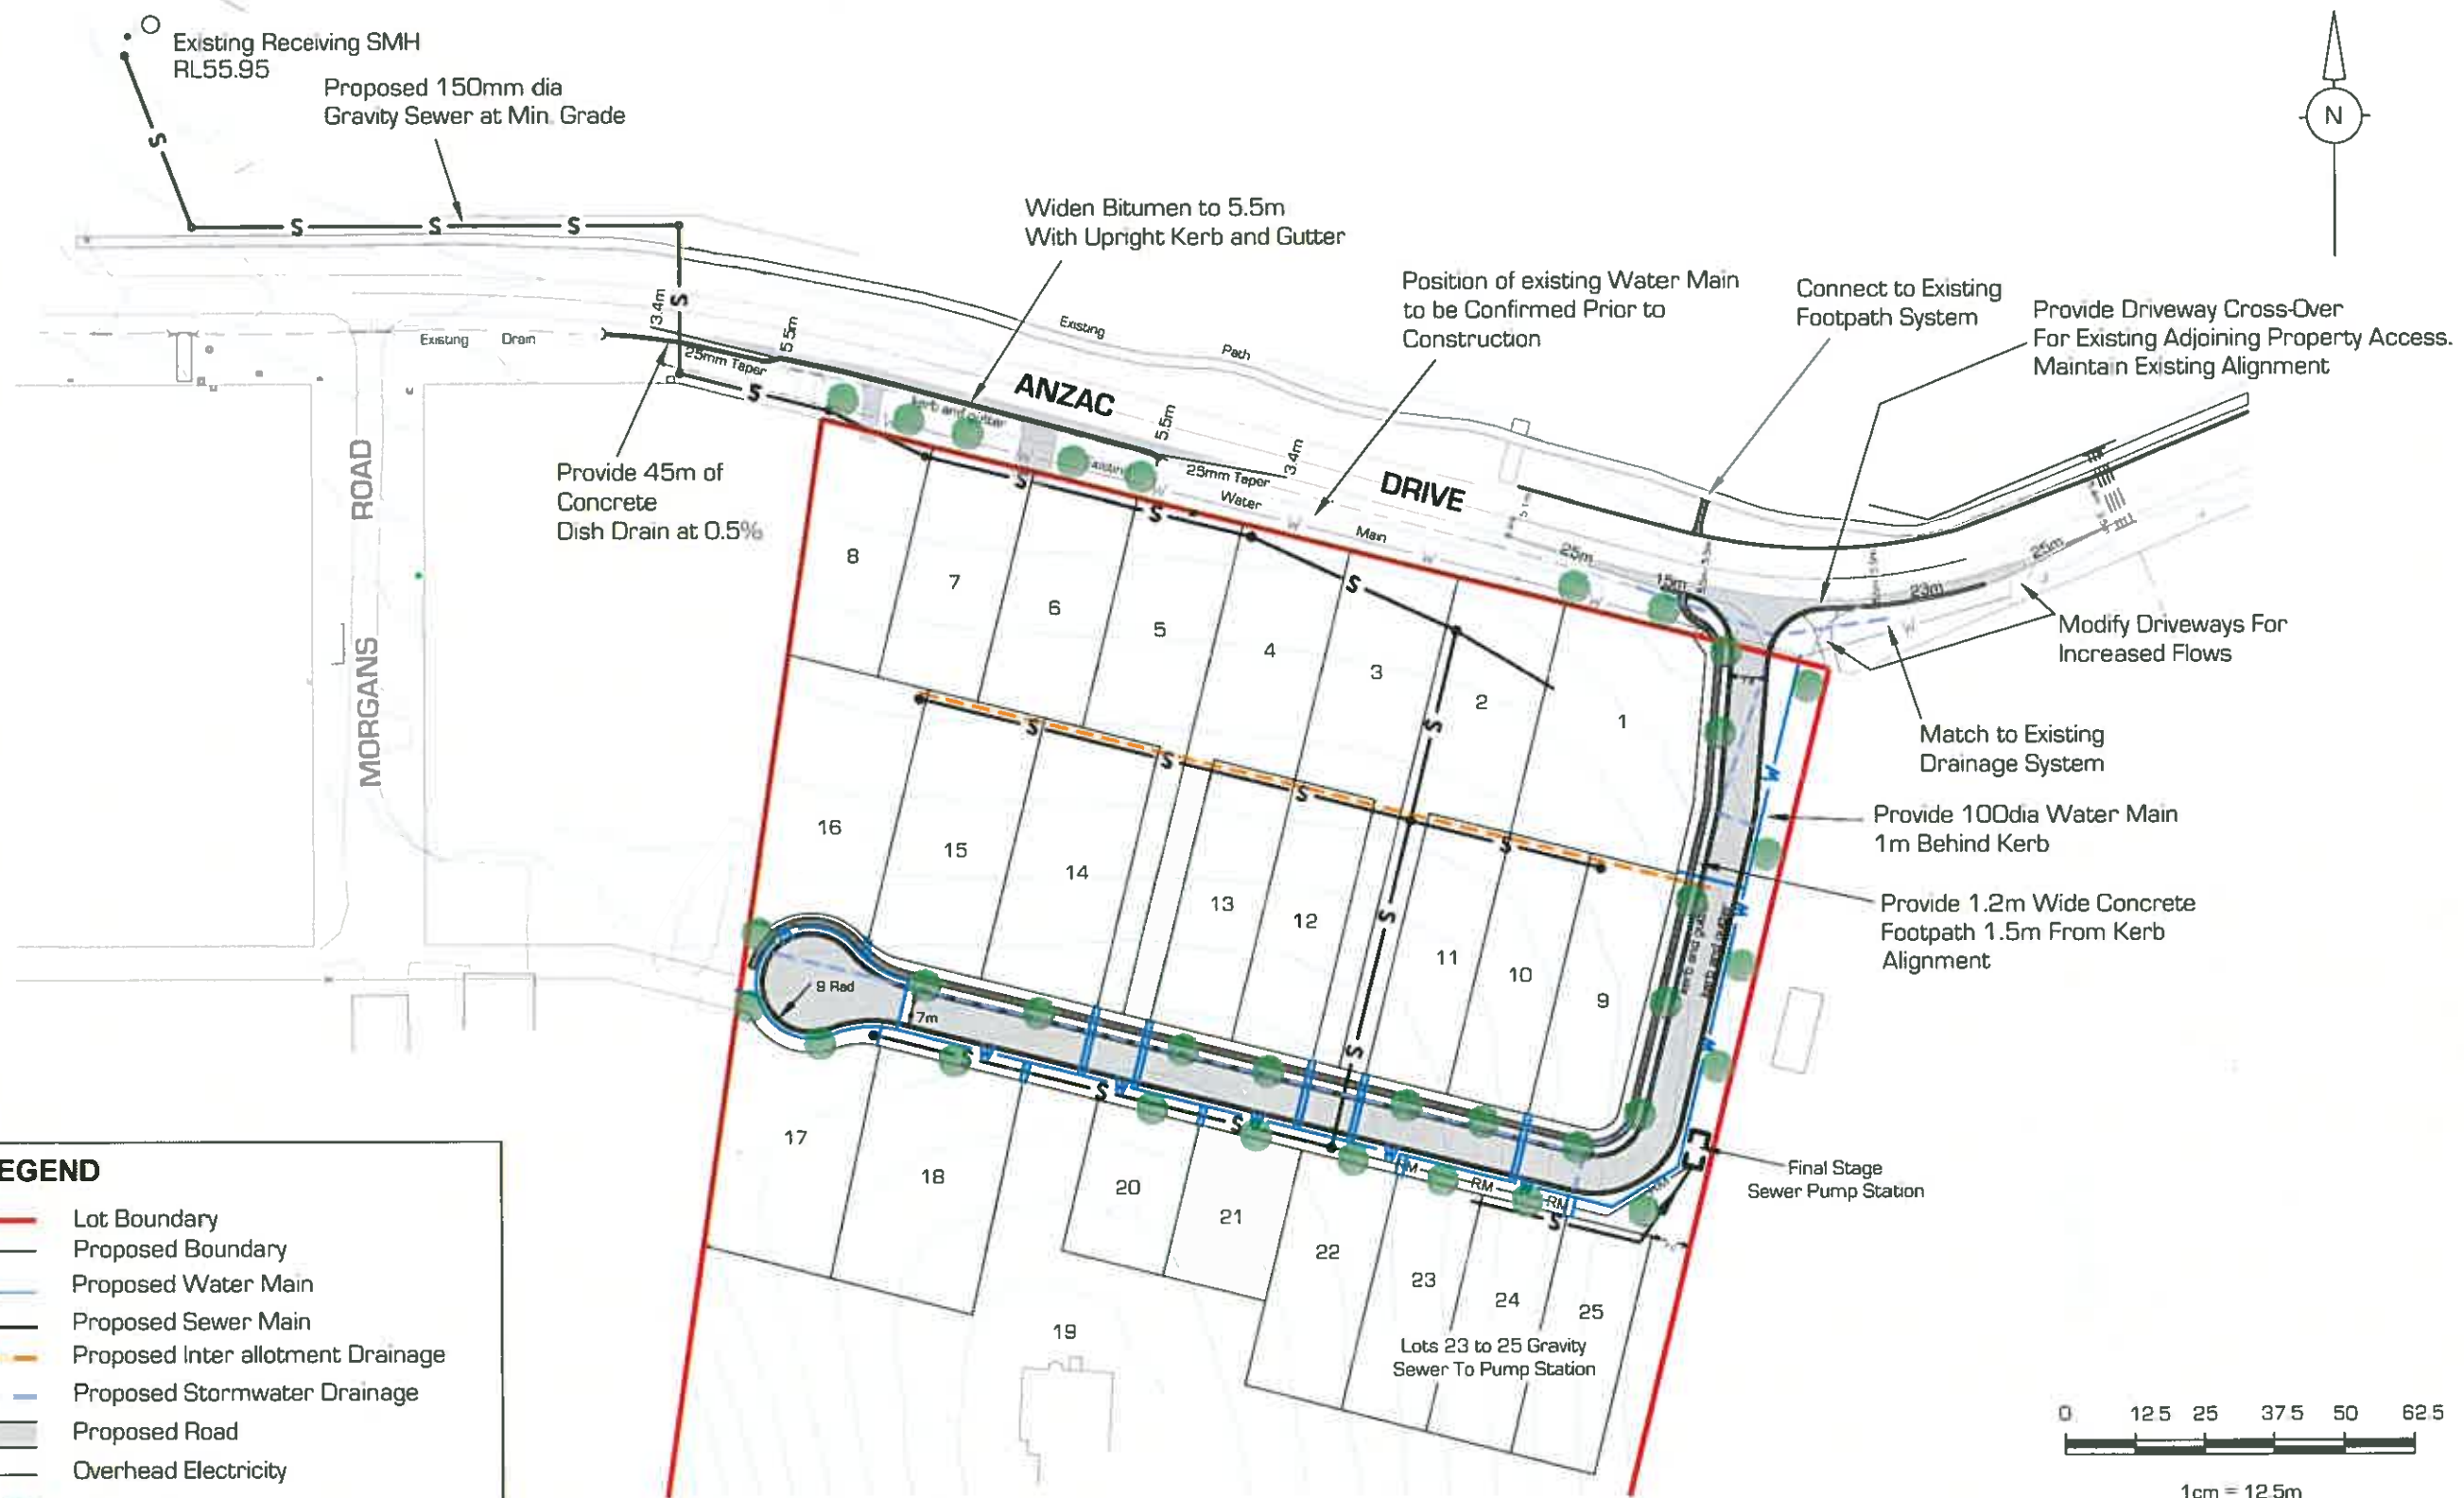 Existing Receiving SMH
RL55.95
Proposed 150mm dia
Gravity Sewer at Min. Grade
S
S
S
S
S
N
Widen Bitumen to 5.5m
With Upright Kerb and Gutter
Position of existing Water Main
to be Confirmed Prior to
Construction
Connect to Existing
Footpath System
Provide Driveway Cross-Over
For Existing Adjoining Property Access.
Maintain Existing Alignment
Existing Drain
3.4m
5.5m
25mm Taper
Existing Path
ANZAC DRIVE
kerb and gutter
5.5m
3.4m
25mm Taper
Water Main
Provide 45m of
Concrete
Dish Drain at 0.5%
MORGANS ROAD
25m
15m
23m
25m
Modify Driveways For
Increased Flows
Match to Existing
Drainage System
Provide 100dia Water Main
1m Behind Kerb
Provide 1.2m Wide Concrete
Footpath 1.5m From Kerb
Alignment
8
7
6
5
4
3
2
1
16
15
14
13
12
11
10
9
kerb and gutter
9 Rad
7m
17
18
20
21
22
23
24
25
19
RM
RM
RM
Final Stage
Sewer Pump Station
Lots 23 to 25 Gravity
Sewer To Pump Station
EGEND
Lot Boundary
Proposed Boundary
Proposed Water Main
Proposed Sewer Main
Proposed Inter allotment Drainage
Proposed Stormwater Drainage
Proposed Road
Overhead Electricity
0 12.5 25 37.5 50 62.5
1cm = 12.5m